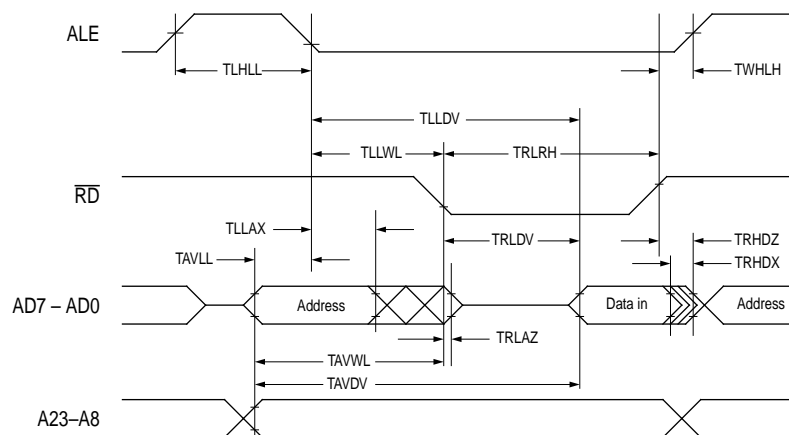 ALE
TLHLL
TWHLH
TLLDV
TLLWL
TRLRH
RD
TLLAX
TRLDV
TRHDZ
TAVLL
TRHDX
AD7 – AD0
Address
Data in
Address
TRLAZ
TAVWL
TAVDV
A23–A8